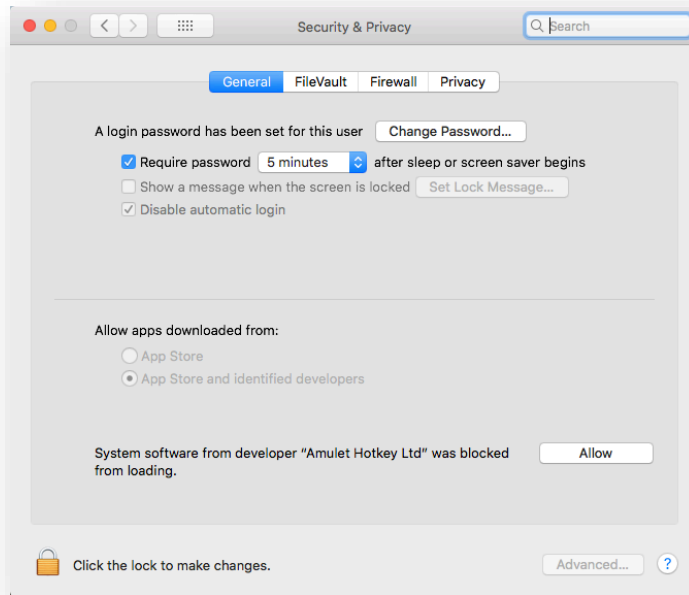 Security & Privacy
Search
General FileVault Firewall Privacy
A login password has been set for this user Change Password...
Require password 5 minutes after sleep or screen saver begins
Show a message when the screen is locked Set Lock Message...
Disable automatic login
Allow apps downloaded from:
App Store
App Store and identified developers
System software from developer “Amulet Hotkey Ltd” was blocked Allow
from loading.
Click the lock to make changes. Advanced... ?